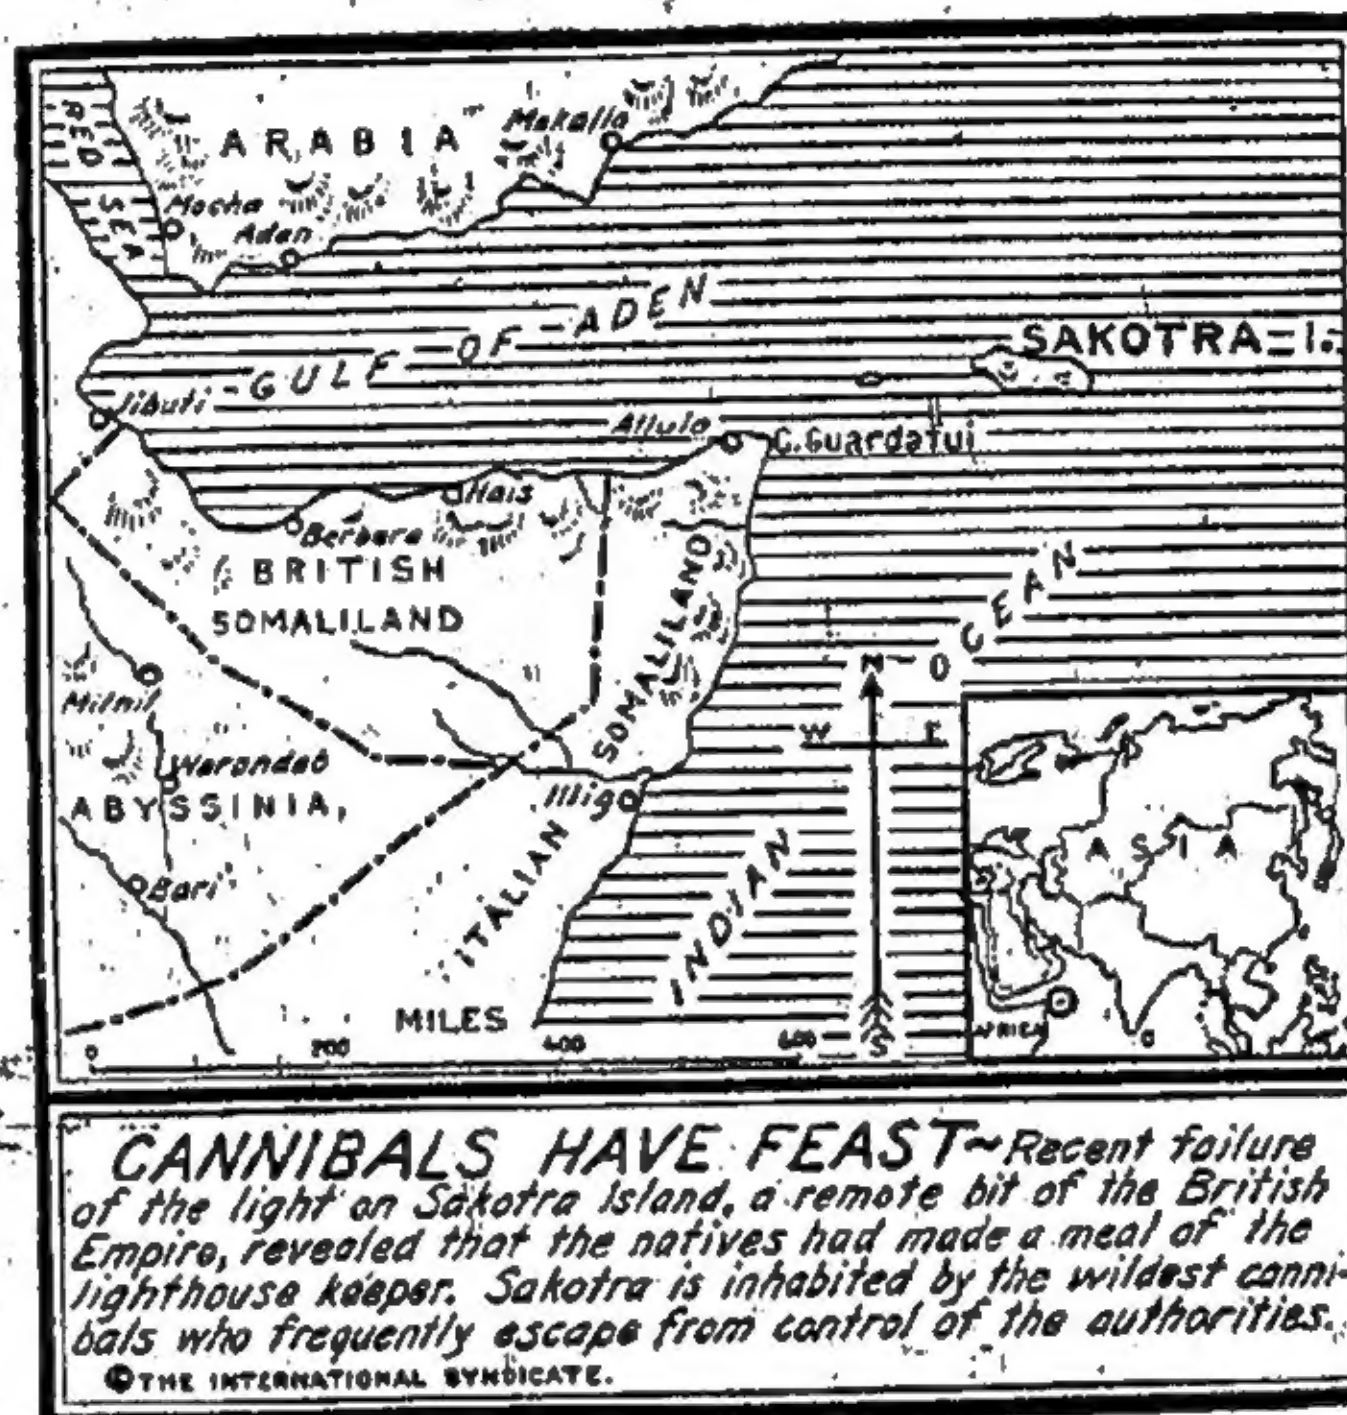 RED
SEA
ARABIA
Makalla
Mocha
Aden
GULF OF ADEN
SAKOTRA I.
Jibuti
Allula
C. Guardafui
Hais
Berbera
BRITISH
SOMALILAND
ITALIAN SOMALILAND
INDIAN OCEAN
N
W E
S
Milmil
Warandab
ABYSSINIA,
Illig
Bari
ASIA
AFRICA
MILES
0 200 400 600
CANNIBALS HAVE FEAST~Recent failure
of the light on Sakotra Island, a remote bit of the British
Empire, revealed that the natives had made a meal of the
lighthouse keeper. Sakotra is inhabited by the wildest canni-
bals who frequently escape from control of the authorities.
©THE INTERNATIONAL SYNDICATE.